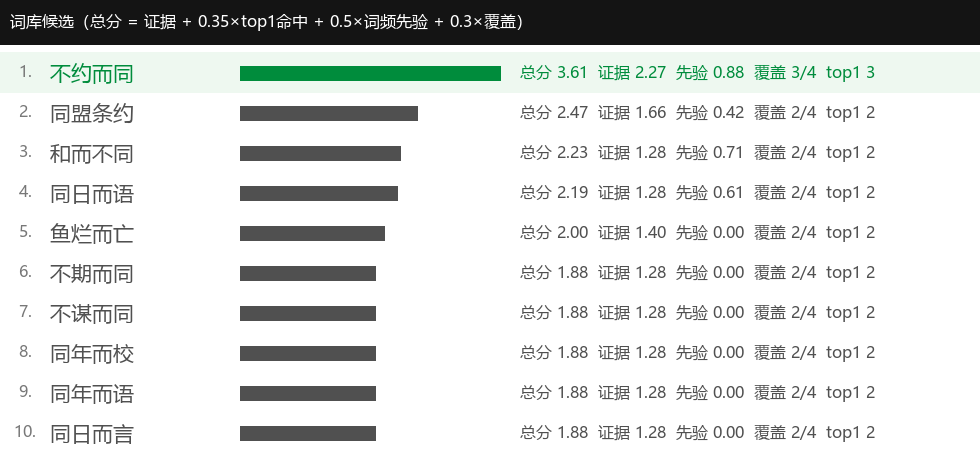 词库候选（总分 = 证据 + 0.35×top1命中 + 0.5×词频先验 + 0.3×覆盖）
1. 不约而同 总分 3.61 证据 2.27 先验 0.88 覆盖 3/4 top1 3
2. 同盟条约 总分 2.47 证据 1.66 先验 0.42 覆盖 2/4 top1 2
3. 和而不同 总分 2.23 证据 1.28 先验 0.71 覆盖 2/4 top1 2
4. 同日而语 总分 2.19 证据 1.28 先验 0.61 覆盖 2/4 top1 2
5. 鱼烂而亡 总分 2.00 证据 1.40 先验 0.00 覆盖 2/4 top1 2
6. 不期而同 总分 1.88 证据 1.28 先验 0.00 覆盖 2/4 top1 2
7. 不谋而同 总分 1.88 证据 1.28 先验 0.00 覆盖 2/4 top1 2
8. 同年而校 总分 1.88 证据 1.28 先验 0.00 覆盖 2/4 top1 2
9. 同年而语 总分 1.88 证据 1.28 先验 0.00 覆盖 2/4 top1 2
10. 同日而言 总分 1.88 证据 1.28 先验 0.00 覆盖 2/4 top1 2